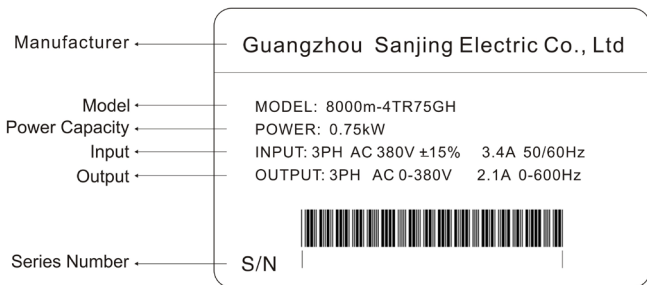 Manufacturer Guangzhou Sanjing Electric Co., Ltd
Model MODEL: 8000m-4TR75GH
Power Capacity POWER: 0.75kW
Input INPUT: 3PH AC 380V ±15% 3.4A 50/60Hz
Output OUTPUT: 3PH AC 0-380V 2.1A 0-600Hz
Series Number S/N